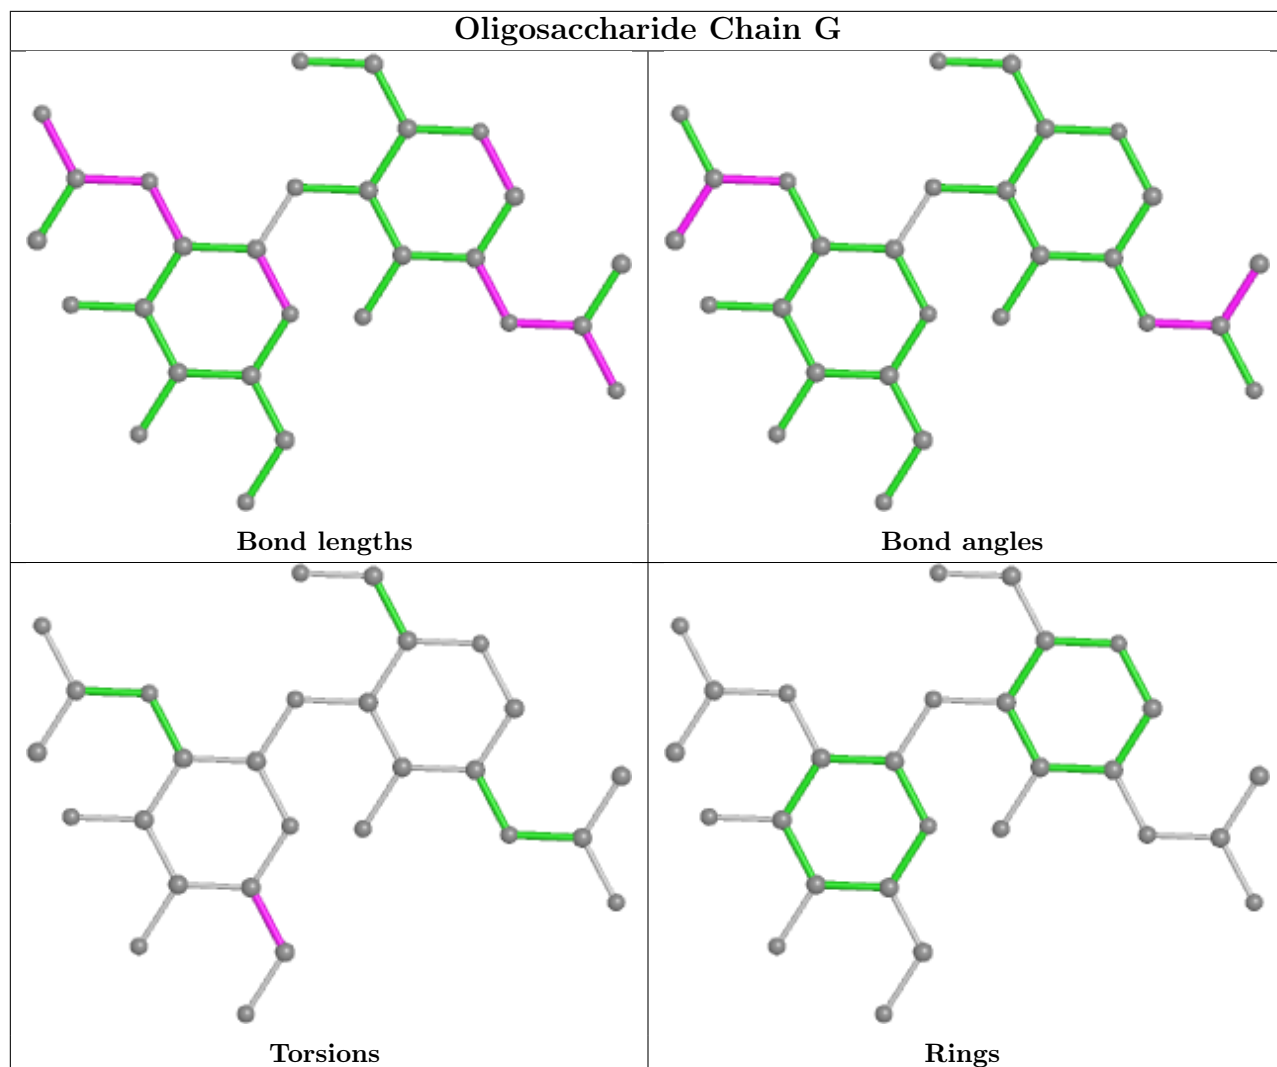 Oligosaccharide Chain G
Bond lengths
Bond angles
Torsions
Rings